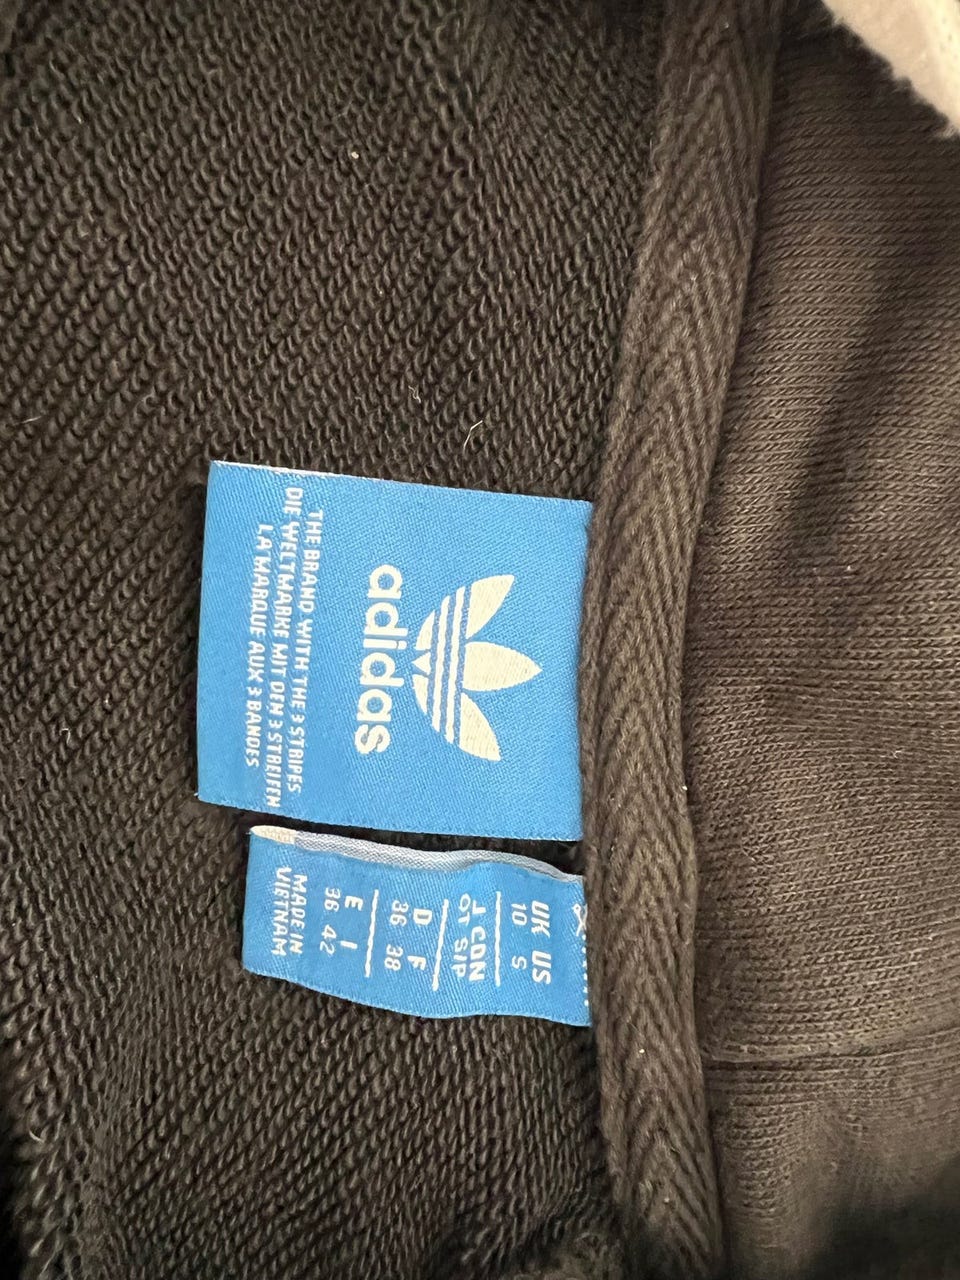 adidas
THE BRAND WITH THE 3 STRIPES
DIE WELTMARKE MIT DEN 3 STREIFEN
LA MARQUE AUX 3 BANDES
UK US
10 S
J CDN
OT S/P
D F
36 38
E I
36 42
MADE IN
VIETNAM